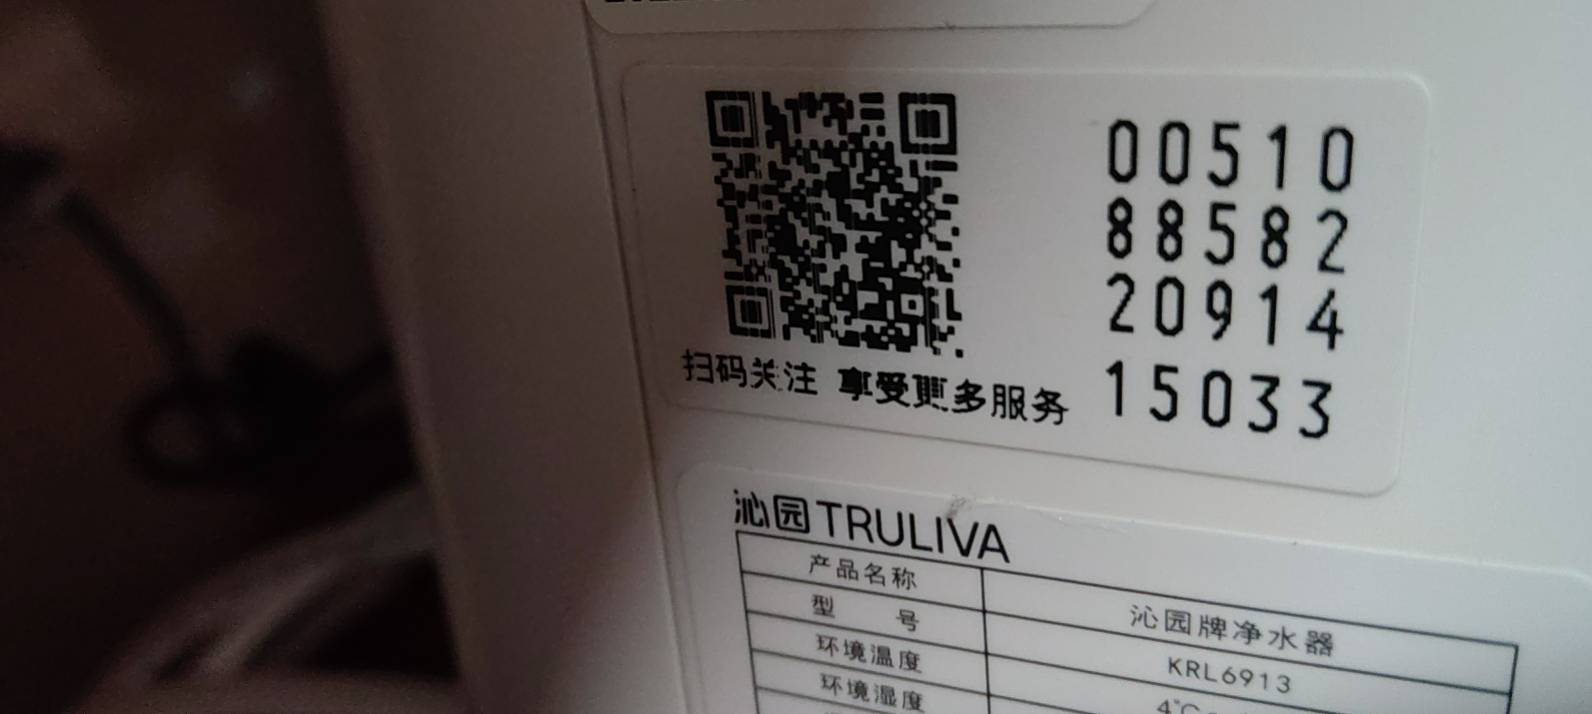 00510
88582
20914
15033
扫码关注 享受更多服务
沁园TRULIVA
产品名称 沁园牌净水器
型号 KRL6913
环境温度 4℃
环境湿度